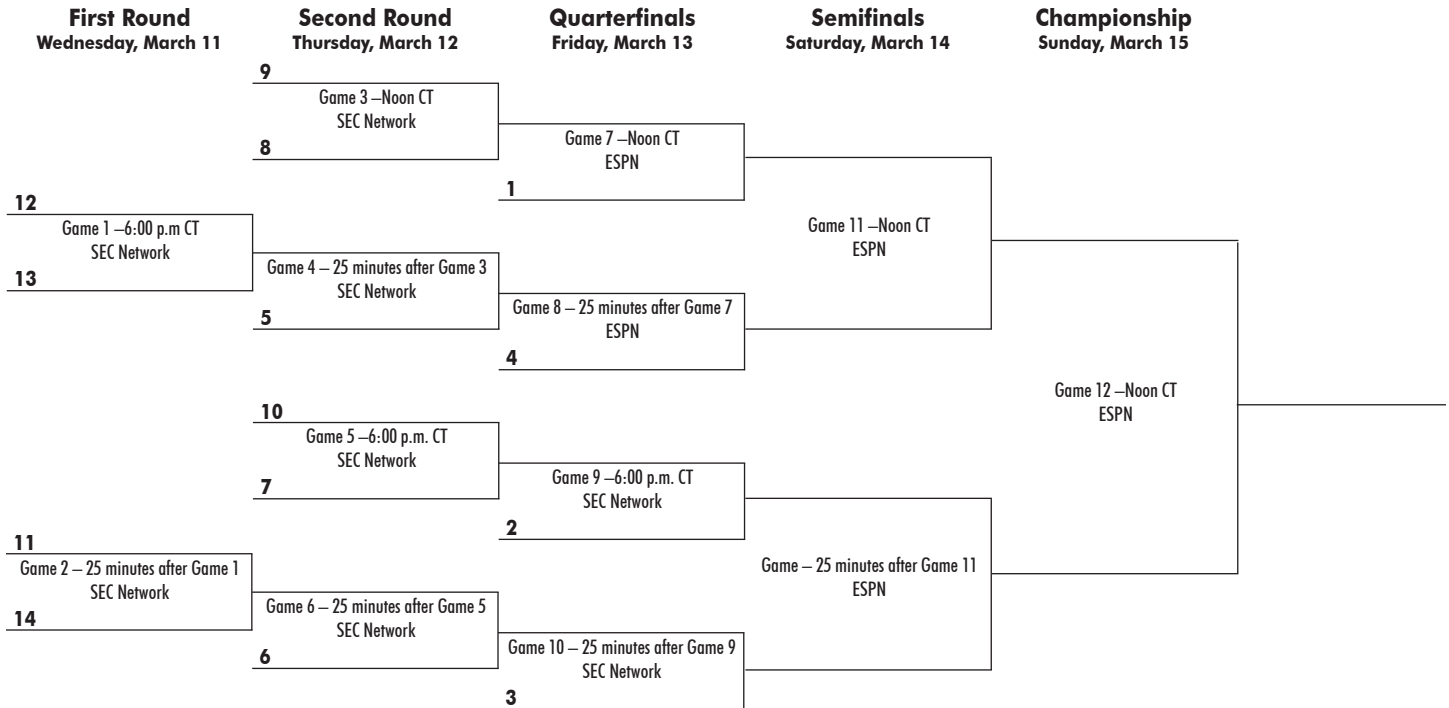 First Round
Wednesday, March 11
Second Round
Thursday, March 12
Quarterfinals
Friday, March 13
Semifinals
Saturday, March 14
Championship
Sunday, March 15
9
Game 3 –Noon CT
SEC Network
8
Game 7 –Noon CT
ESPN
1
12
Game 1 –6:00 p.m CT
SEC Network
13
Game 4 – 25 minutes after Game 3
SEC Network
5
Game 8 – 25 minutes after Game 7
ESPN
4
Game 11 –Noon CT
ESPN
10
Game 5 –6:00 p.m. CT
SEC Network
7
Game 9 –6:00 p.m. CT
SEC Network
2
11
Game 2 – 25 minutes after Game 1
SEC Network
14
Game 6 – 25 minutes after Game 5
SEC Network
6
Game 10 – 25 minutes after Game 9
SEC Network
3
Game – 25 minutes after Game 11
ESPN
Game 12 –Noon CT
ESPN